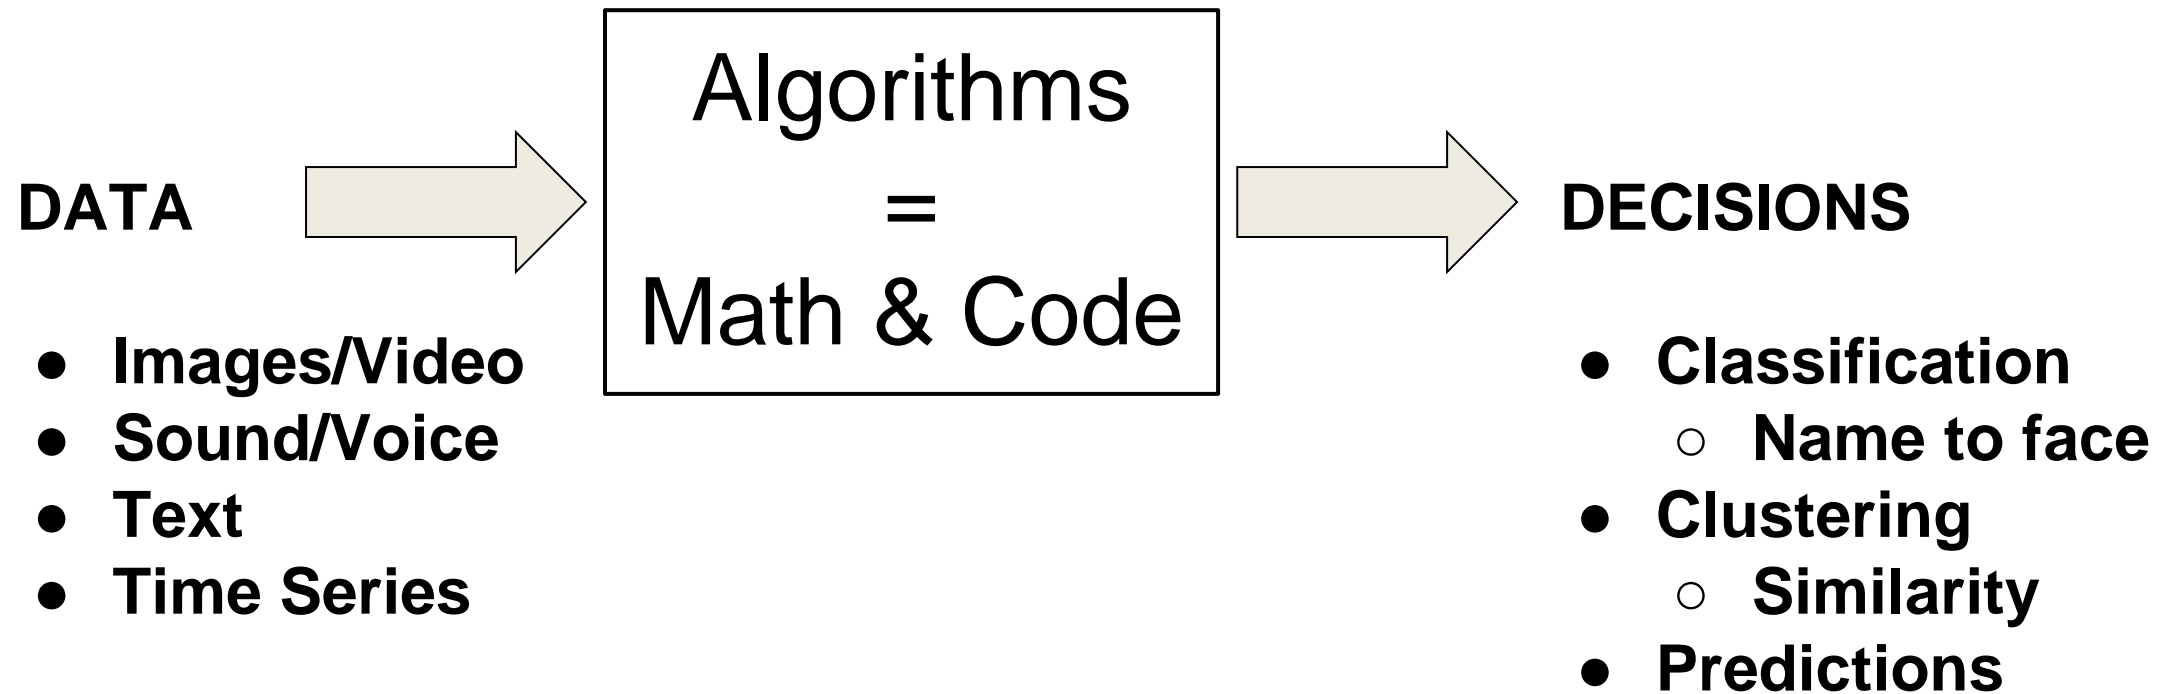 DATA
● Images/Video
● Sound/Voice
● Text
● Time Series
Algorithms
=
Math & Code
DECISIONS
● Classification
○ Name to face
● Clustering
○ Similarity
● Predictions